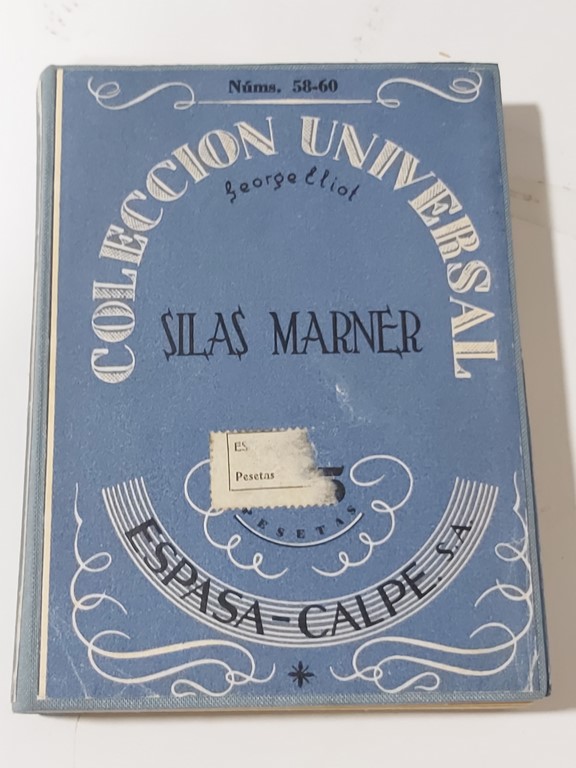 Núms. 58-60
COLECCION UNIVERSAL
George Eliot
SILAS MARNER
ES
Pesetas
5
PESETAS
ESPASA-CALPE. S.A.